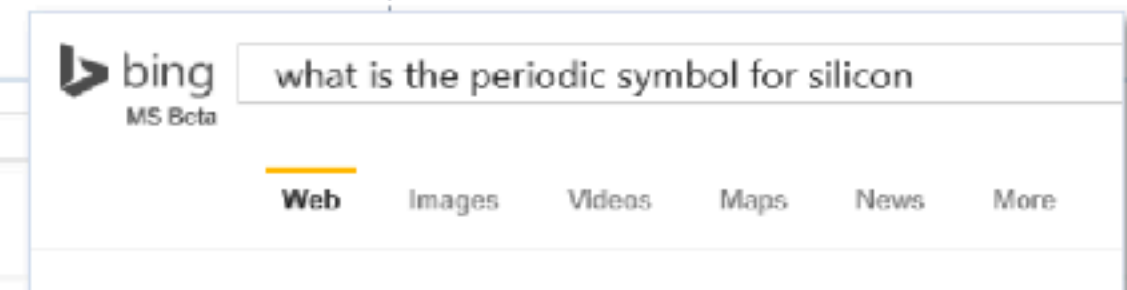 bing what is the periodic symbol for silicon
MS Beta
Web Images Videos Maps News More